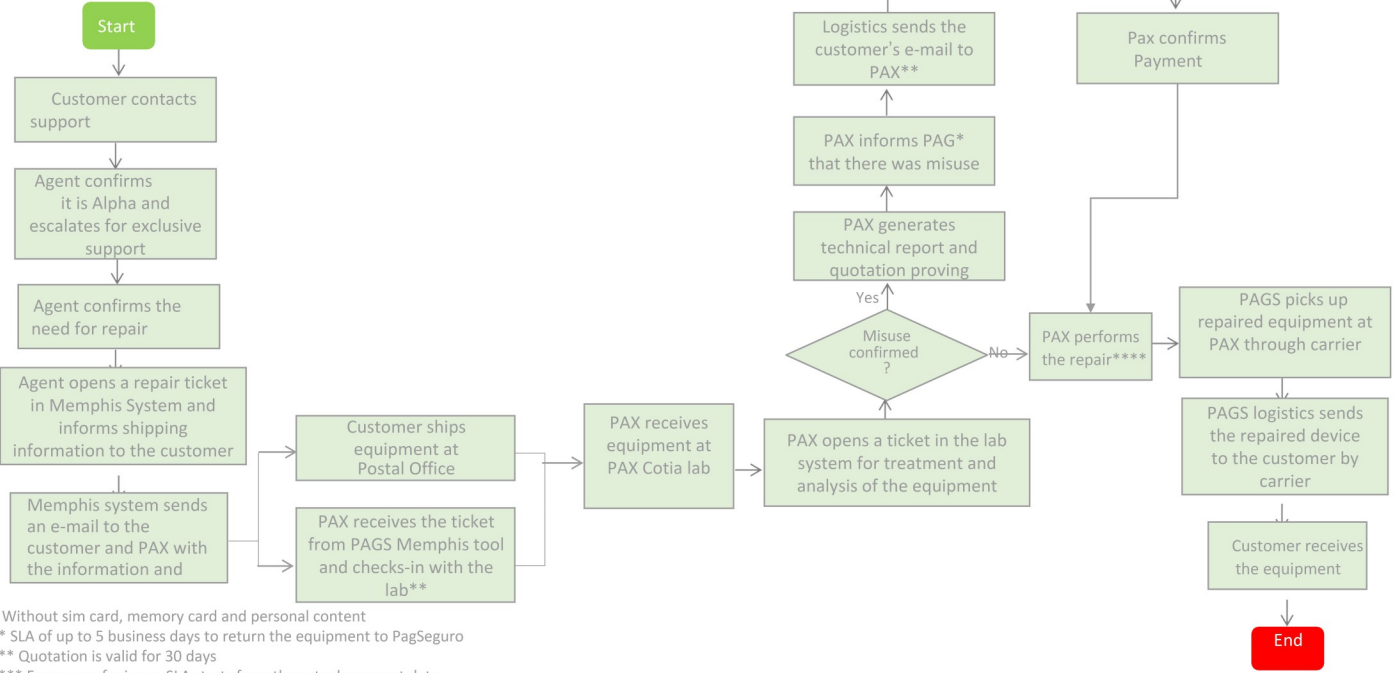 Start
Customer contacts
support
Agent confirms
it is Alpha and
escalates for exclusive
support
Agent confirms the
need for repair
Agent opens a repair ticket
in Memphis System and
informs shipping
information to the customer
Memphis system sends
an e-mail to the
customer and PAX with
the information and
Customer ships
equipment at
Postal Office
PAX receives the ticket
from PAGS Memphis tool
and checks-in with the
lab**
PAX receives
equipment at
PAX Cotia lab
PAX opens a ticket in the lab
system for treatment and
analysis of the equipment
Misuse
confirmed
?
Yes
No
PAX generates
technical report and
quotation proving
PAX informs PAG*
that there was misuse
Logistics sends the
customer's e-mail to
PAX**
Pax confirms
Payment
PAX performs
the repair****
PAGS picks up
repaired equipment at
PAX through carrier
PAGS logistics sends
the repaired device
to the customer by
carrier
Customer receives
the equipment
End
Without sim card, memory card and personal content
* SLA of up to 5 business days to return the equipment to PagSeguro
** Quotation is valid for 30 days